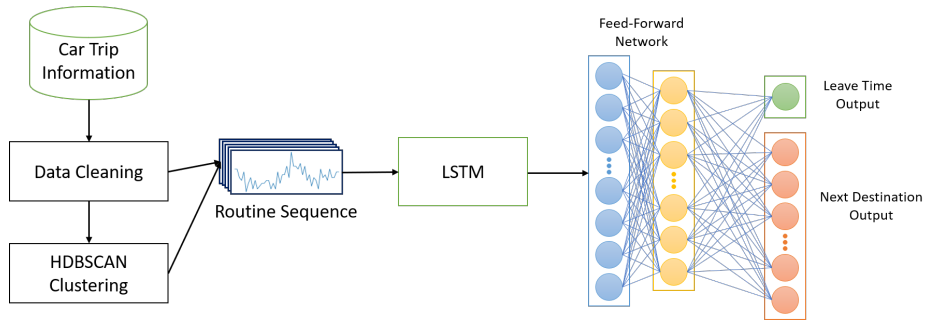 Car Trip
Information
Data Cleaning
HDBSCAN
Clustering
Routine Sequence
LSTM
Feed-Forward
Network
Leave Time
Output
Next Destination
Output